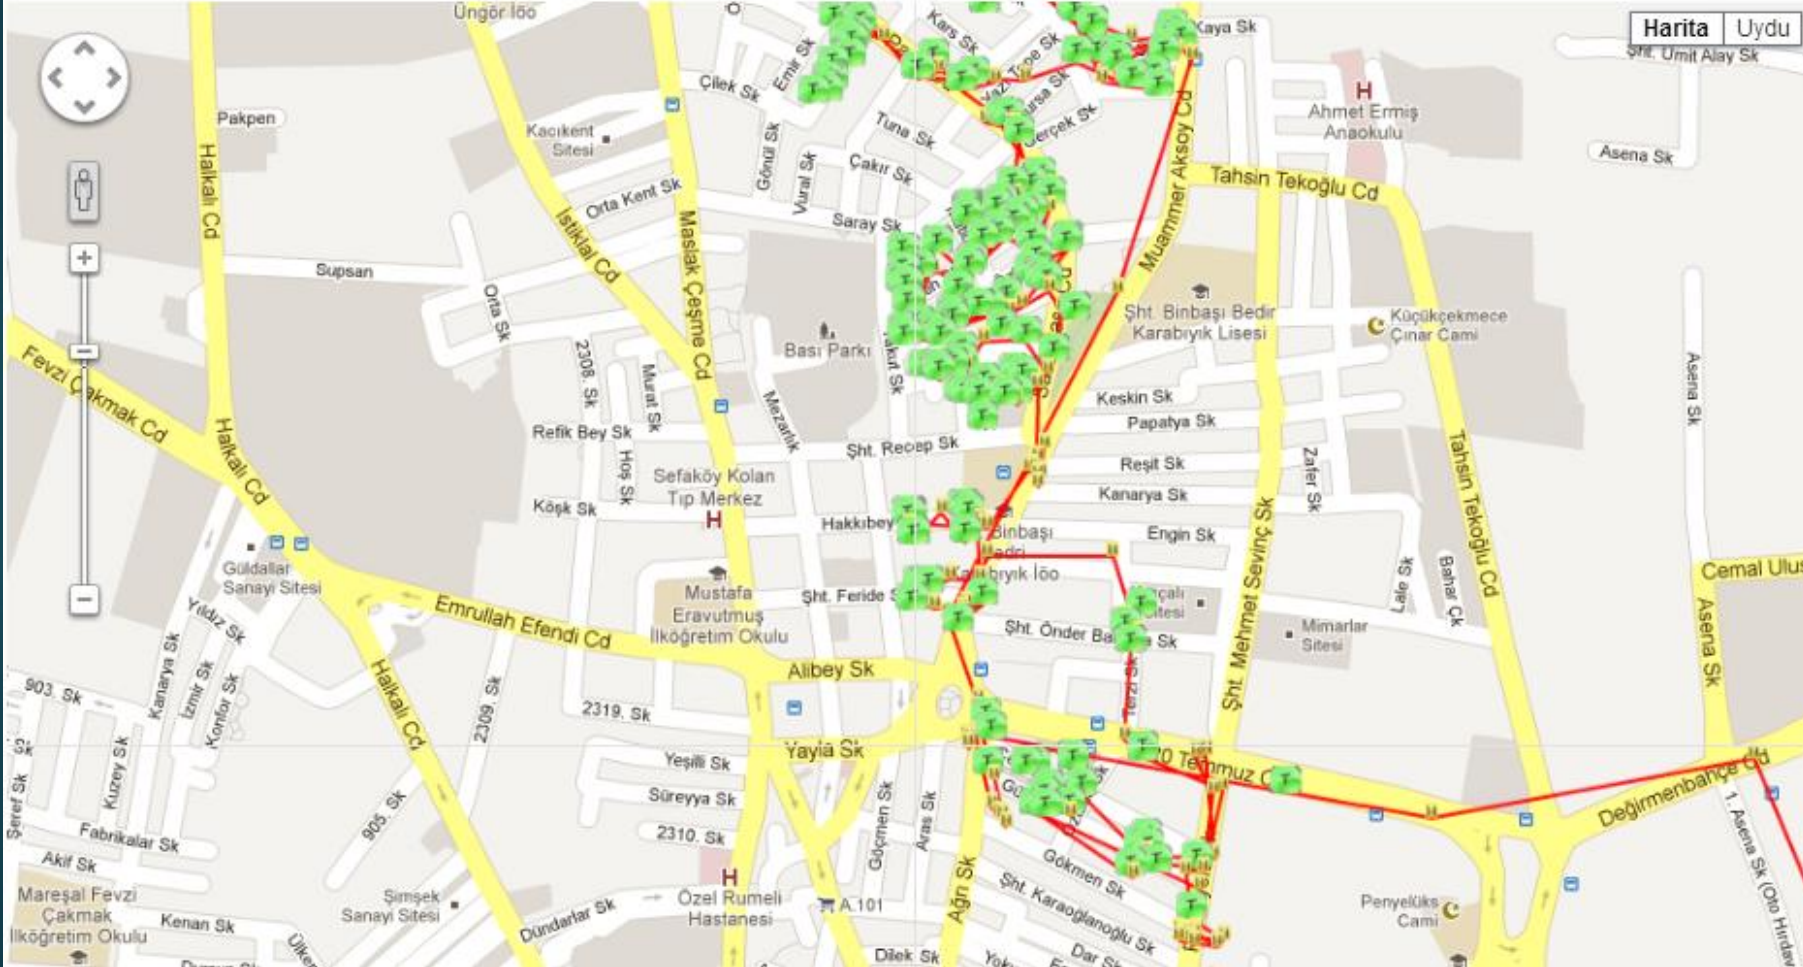 Üngör İöo
Kars Sk
Kaya Sk
Harita
Uydu
Şht. Umit Alay Sk
Emir Sk
Çilek Sk
Pakpen
Kacıkent
Sitesi
Tuna Sk
Gerçek Sk
Ahmet Ermiş
Anaokulu
Asena Sk
Halkalı Cd
Gönül Sk
Vural Sk
Çakır Sk
Orta Kent Sk
Saray Sk
Tahsin Tekoğlu Cd
Muammer Aksoy Cd
İstiklal Cd
Maslak Çeşme Cd
Supsan
Orta Sk
Şht. Binbaşı Bedir
Karabıyık Lisesi
Küçükçekmece
Çınar Cami
Bası Parkı
Fevzi Çakmak Cd
2308. Sk
Murat Sk
Mezarlık
Asena Sk
Keskin Sk
Papatya Sk
Halkalı Cd
Refik Bey Sk
Hoş Sk
Şht. Recep Sk
Reşit Sk
Zafer Sk
Tahsin Tekoğlu Cd
Sefaköy Kolan
Tıp Merkez
Kanarya Sk
Köşk Sk
Hakkıbey
Engin Sk
Binbaşı
İöo
Güldallar
Sanayi Sitesi
Mustafa
Eravutmuş
İlköğretim Okulu
Şht. Feride
Lale Sk
Bahar Çk
Cemal Ulus
Yıldız Sk
Emrullah Efendi Cd
Şht. Mehmet Sevinç Sk
Mimarlar
Sitesi
Asena Sk
Kanarya Sk
İzmir Sk
Konfor Sk
Halkalı Cd
Alibey Sk
Terzi Sk
903. Sk
2309. Sk
2319. Sk
Yayla Sk
20 Temmuz
Değirmenbahçe Cd
Kuzey Sk
Şeref Sk
Yeşilli Sk
Süreyya Sk
905. Sk
2310. Sk
Göçmen Sk
Aras Sk
Fabrikalar Sk
Akif Sk
Gökmen Sk
1. Asena Sk (Oto Hırdav
Mareşal Fevzi
Çakmak
İlköğretim Okulu
Şimşek
Sanayi Sitesi
Özel Rumeli
Hastanesi
A.101
Ağrı Sk
Şht. Karaoğlanoğlu Sk
Penyelüks
Cami
Kenan Sk
Dündarlar Sk
Dilek Sk
Dar Sk